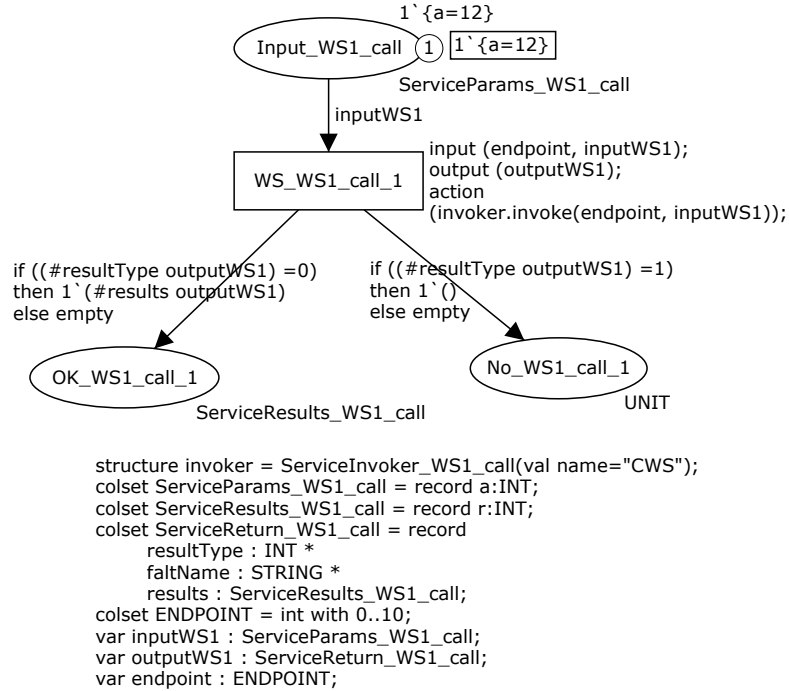 1`{a=12}
Input_WS1_call
1
1`{a=12}
ServiceParams_WS1_call
inputWS1
WS_WS1_call_1
input (endpoint, inputWS1);
output (outputWS1);
action
(invoker.invoke(endpoint, inputWS1));
if ((#resultType outputWS1) =0)
then 1`(#results outputWS1)
else empty
if ((#resultType outputWS1) =1)
then 1`()
else empty
OK_WS1_call_1
ServiceResults_WS1_call
No_WS1_call_1
UNIT
structure invoker = ServiceInvoker_WS1_call(val name="CWS");
colset ServiceParams_WS1_call = record a:INT;
colset ServiceResults_WS1_call = record r:INT;
colset ServiceReturn_WS1_call = record
resultType : INT *
faltName : STRING *
results : ServiceResults_WS1_call;
colset ENDPOINT = int with 0..10;
var inputWS1 : ServiceParams_WS1_call;
var outputWS1 : ServiceReturn_WS1_call;
var endpoint : ENDPOINT;